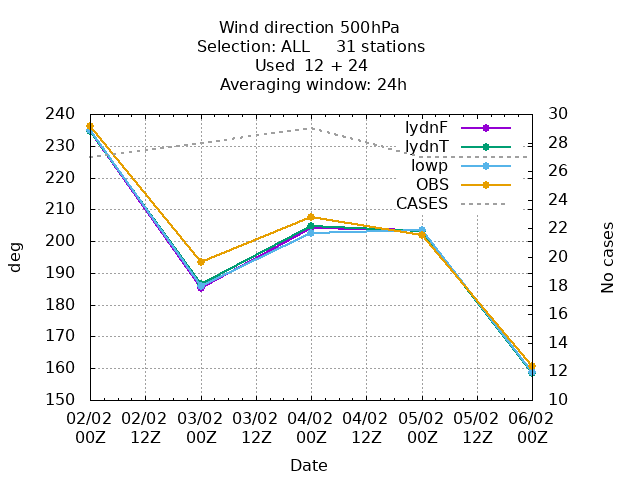 Wind direction 500hPa
Selection: ALL     31 stations
Used  12 + 24
Averaging window: 24h
240
230
220
210
200
190
180
170
160
150
deg
30
28
26
24
22
20
18
16
14
12
10
No cases
lydnF
lydnT
lowp
OBS
CASES
02/02 02/02 03/02 03/02 04/02 04/02 05/02 05/02 06/02
00Z 12Z 00Z 12Z 00Z 12Z 00Z 12Z 00Z
Date